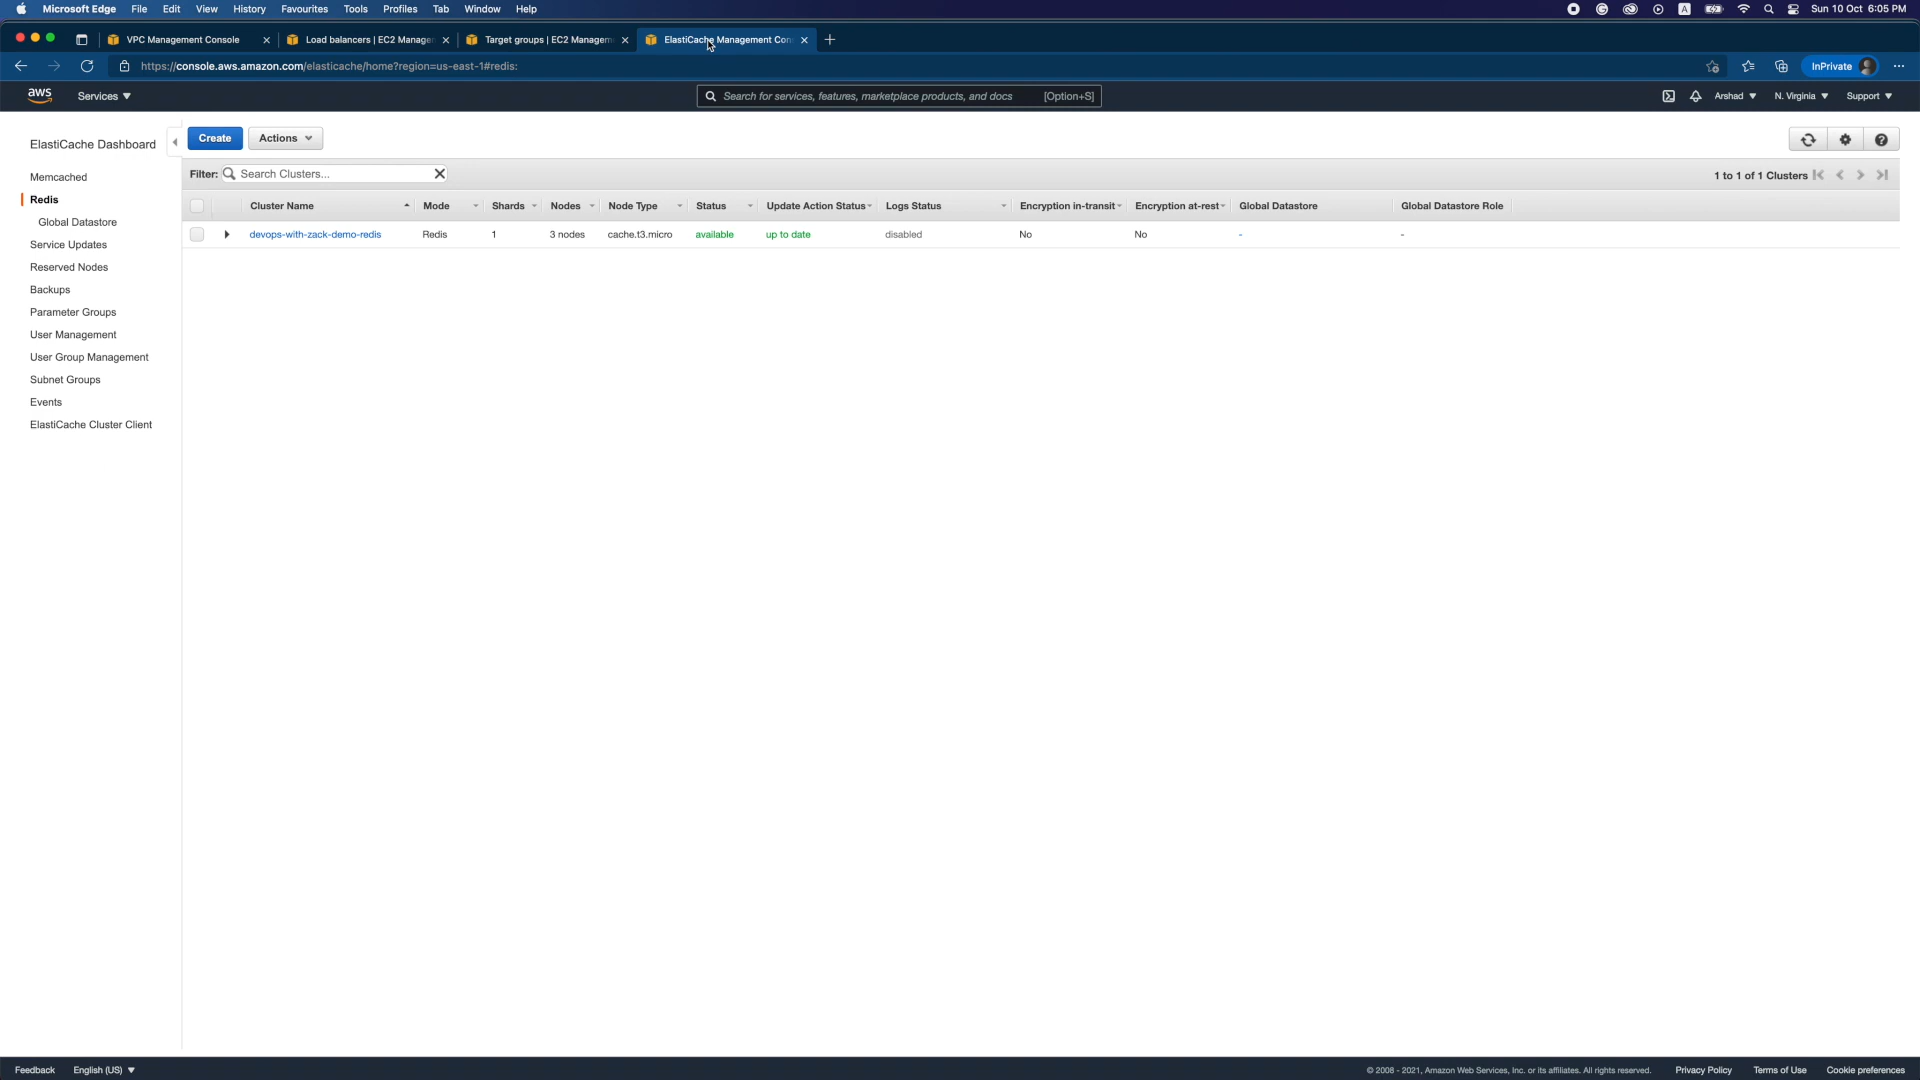 Microsoft Edge File Edit View History Favourites Tools Profiles Tab Window Help A Sun 10 Oct 6:05 PM
VPC Management Console Load balancers | EC2 Manage Target groups | EC2 Managem ElastiCache Management Con
https://console.aws.amazon.com/elasticache/home?region=us-east-1#redis: InPrivate
aws Services Search for services, features, marketplace products, and docs [Option+S] Arshad N. Virginia Support
ElastiCache Dashboard
Memcached
Redis
Global Datastore
Service Updates
Reserved Nodes
Backups
Parameter Groups
User Management
User Group Management
Subnet Groups
Events
ElastiCache Cluster Client
Create Actions
Filter: Search Clusters... 1 to 1 of 1 Clusters
Cluster Name Mode Shards Nodes Node Type Status Update Action Status Logs Status Encryption in-transit Encryption at-rest Global Datastore Global Datastore Role
devops-with-zack-demo-redis Redis 1 3 nodes cache.t3.micro available up to date disabled No No - -
Feedback English (US) © 2008 - 2021, Amazon Web Services, Inc. or its affiliates. All rights reserved. Privacy Policy Terms of Use Cookie preferences